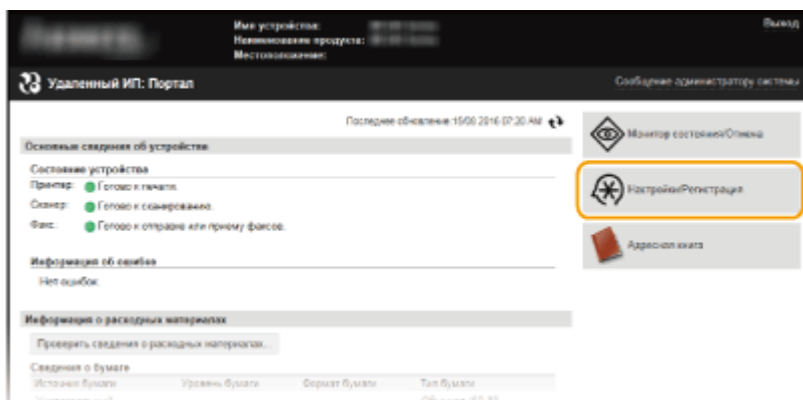 Имя устройства:
Наименование продукта:
Местоположение:
Выход
Удаленный ИП: Портал
Сообщение администратору системы
Последнее обновление: 15/08 2016 07:20 AM
Основные сведения об устройстве
Монитор состояния/Отмена
Состояние устройства
Принтер: Готово к печати.
Сканер: Готово к сканированию.
Факс: Готово к отправке или приему факсов.
Настройки/Регистрация
Адресная книга
Информация об ошибке
Нет ошибок.
Информация о расходных материалах
Проверить сведения о расходных материалах...
Сведения о бумаге
Источник бумаги Уровень бумаги Формат бумаги Тип бумаги